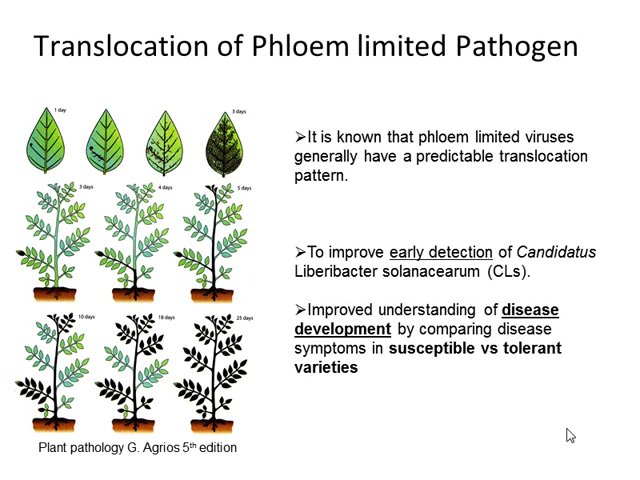 Translocation of Phloem limited Pathogen
1 day
3 days
3 days
4 days
5 days
10 days
18 days
25 days
Plant pathology G. Agrios 5th edition
➢It is known that phloem limited viruses
generally have a predictable translocation
pattern.
➢To improve early detection of Candidatus
Liberibacter solanacearum (CLs).
➢Improved understanding of disease
development by comparing disease
symptoms in susceptible vs tolerant
varieties